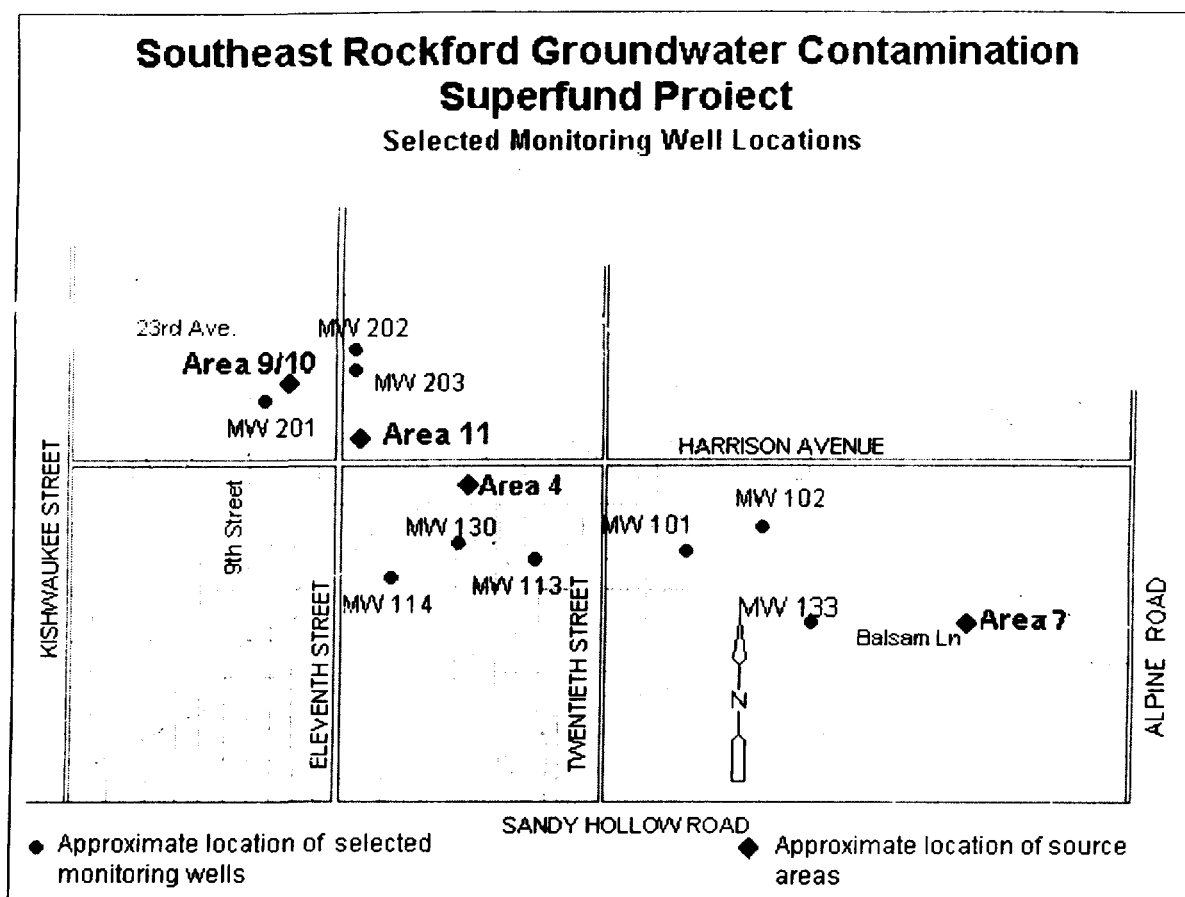 Southeast Rockford Groundwater Contamination
Superfund Project
Selected Monitoring Well Locations
23rd Ave.
MW 202
Area 9/10
MW 203
MW 201
Area 11
HARRISON AVENUE
Area 4
MW 102
MW 130
MW 101
KISHWAUKEE STREET
9th Street
MW 113
MW 114
ELEVENTH STREET
TWENTIETH STREET
MW 133
Area 7
Balsam Ln
ALPINE ROAD
N
SANDY HOLLOW ROAD
Approximate location of selected
monitoring wells
Approximate location of source
areas